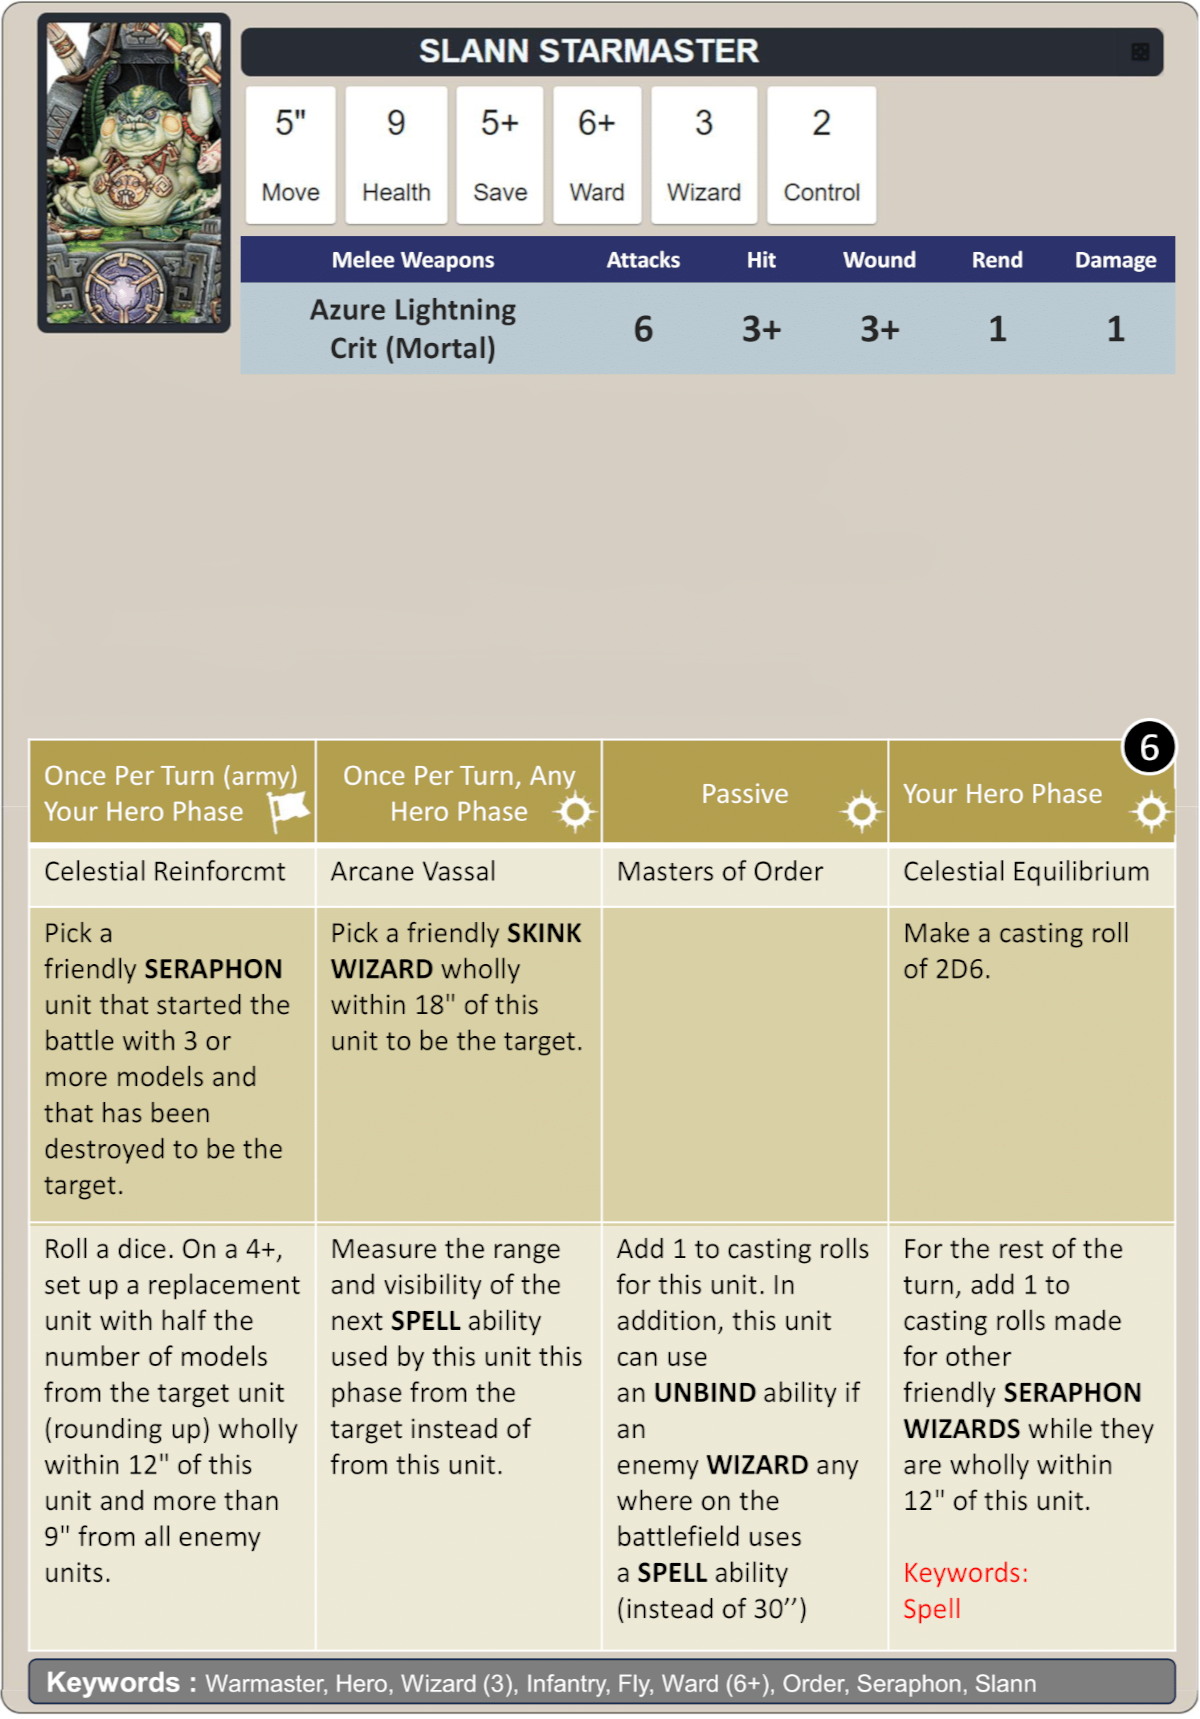 SLANN STARMASTER
5" 9 5+ 6+ 3 2
Move Health Save Ward Wizard Control
Melee Weapons Attacks Hit Wound Rend Damage
Azure Lightning
Crit (Mortal) 6 3+ 3+ 1 1
6
Once Per Turn (army)
Your Hero Phase
Once Per Turn, Any
Hero Phase
Passive
Your Hero Phase
Celestial Reinforcmt
Arcane Vassal
Masters of Order
Celestial Equilibrium
Pick a
friendly SERAPHON
unit that started the
battle with 3 or
more models and
that has been
destroyed to be the
target.
Pick a friendly SKINK
WIZARD wholly
within 18" of this
unit to be the target.
Make a casting roll
of 2D6.
Roll a dice. On a 4+,
set up a replacement
unit with half the
number of models
from the target unit
(rounding up) wholly
within 12" of this
unit and more than
9" from all enemy
units.
Measure the range
and visibility of the
next SPELL ability
used by this unit this
phase from the
target instead of
from this unit.
Add 1 to casting rolls
for this unit. In
addition, this unit
can use
an UNBIND ability if
an
enemy WIZARD any
where on the
battlefield uses
a SPELL ability
(instead of 30’’)
For the rest of the
turn, add 1 to
casting rolls made
for other
friendly SERAPHON
WIZARDS while they
are wholly within
12" of this unit.
Keywords:
Spell
Keywords : Warmaster, Hero, Wizard (3), Infantry, Fly, Ward (6+), Order, Seraphon, Slann